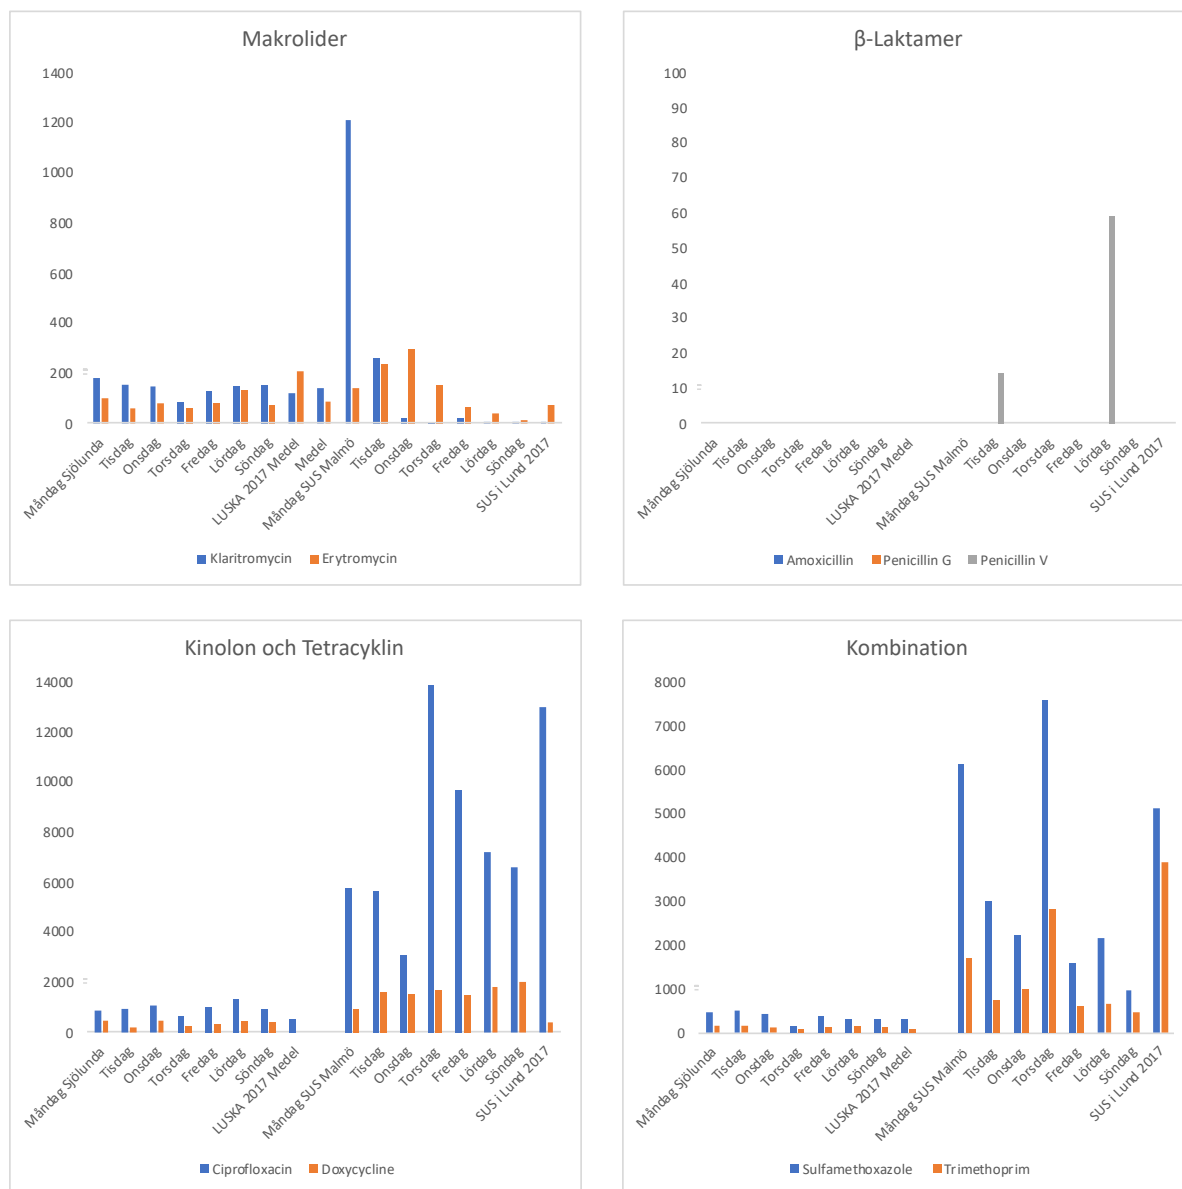 Makrolider
1400
1200
1000
800
600
400
200
0
Måndag Sjölunda
Tisdag
Onsdag
Torsdag
Fredag
Lördag
Söndag
LUSKA 2017 Medel
Medel
Måndag SUS Malmö
Tisdag
Onsdag
Torsdag
Fredag
Lördag
Söndag
SUS i Lund 2017
Klaritromycin Erytromycin
β-Laktamer
100
90
80
70
60
50
40
30
20
10
0
Måndag Sjölunda
Tisdag
Onsdag
Torsdag
Fredag
Lördag
Söndag
LUSKA 2017 Medel
Måndag SUS Malmö
Tisdag
Onsdag
Torsdag
Fredag
Lördag
Söndag
SUS i Lund 2017
Amoxicillin Penicillin G Penicillin V
Kinolon och Tetracyklin
14000
12000
10000
8000
6000
4000
2000
0
Måndag Sjölunda
Tisdag
Onsdag
Torsdag
Fredag
Lördag
Söndag
LUSKA 2017 Medel
Måndag SUS Malmö
Tisdag
Onsdag
Torsdag
Fredag
Lördag
Söndag
SUS i Lund 2017
Ciprofloxacin Doxycycline
Kombination
8000
7000
6000
5000
4000
3000
2000
1000
0
Måndag Sjölunda
Tisdag
Onsdag
Torsdag
Fredag
Lördag
Söndag
LUSKA 2017 Medel
Måndag SUS Malmö
Tisdag
Onsdag
Torsdag
Fredag
Lördag
Söndag
SUS i Lund 2017
Sulfamethoxazole Trimethoprim